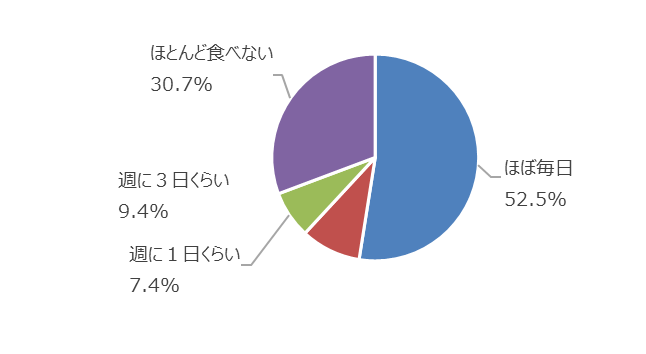 ほとんど食べない
30.7%
ほぼ毎日
52.5%
週に３日くらい
9.4%
週に１日くらい
7.4%